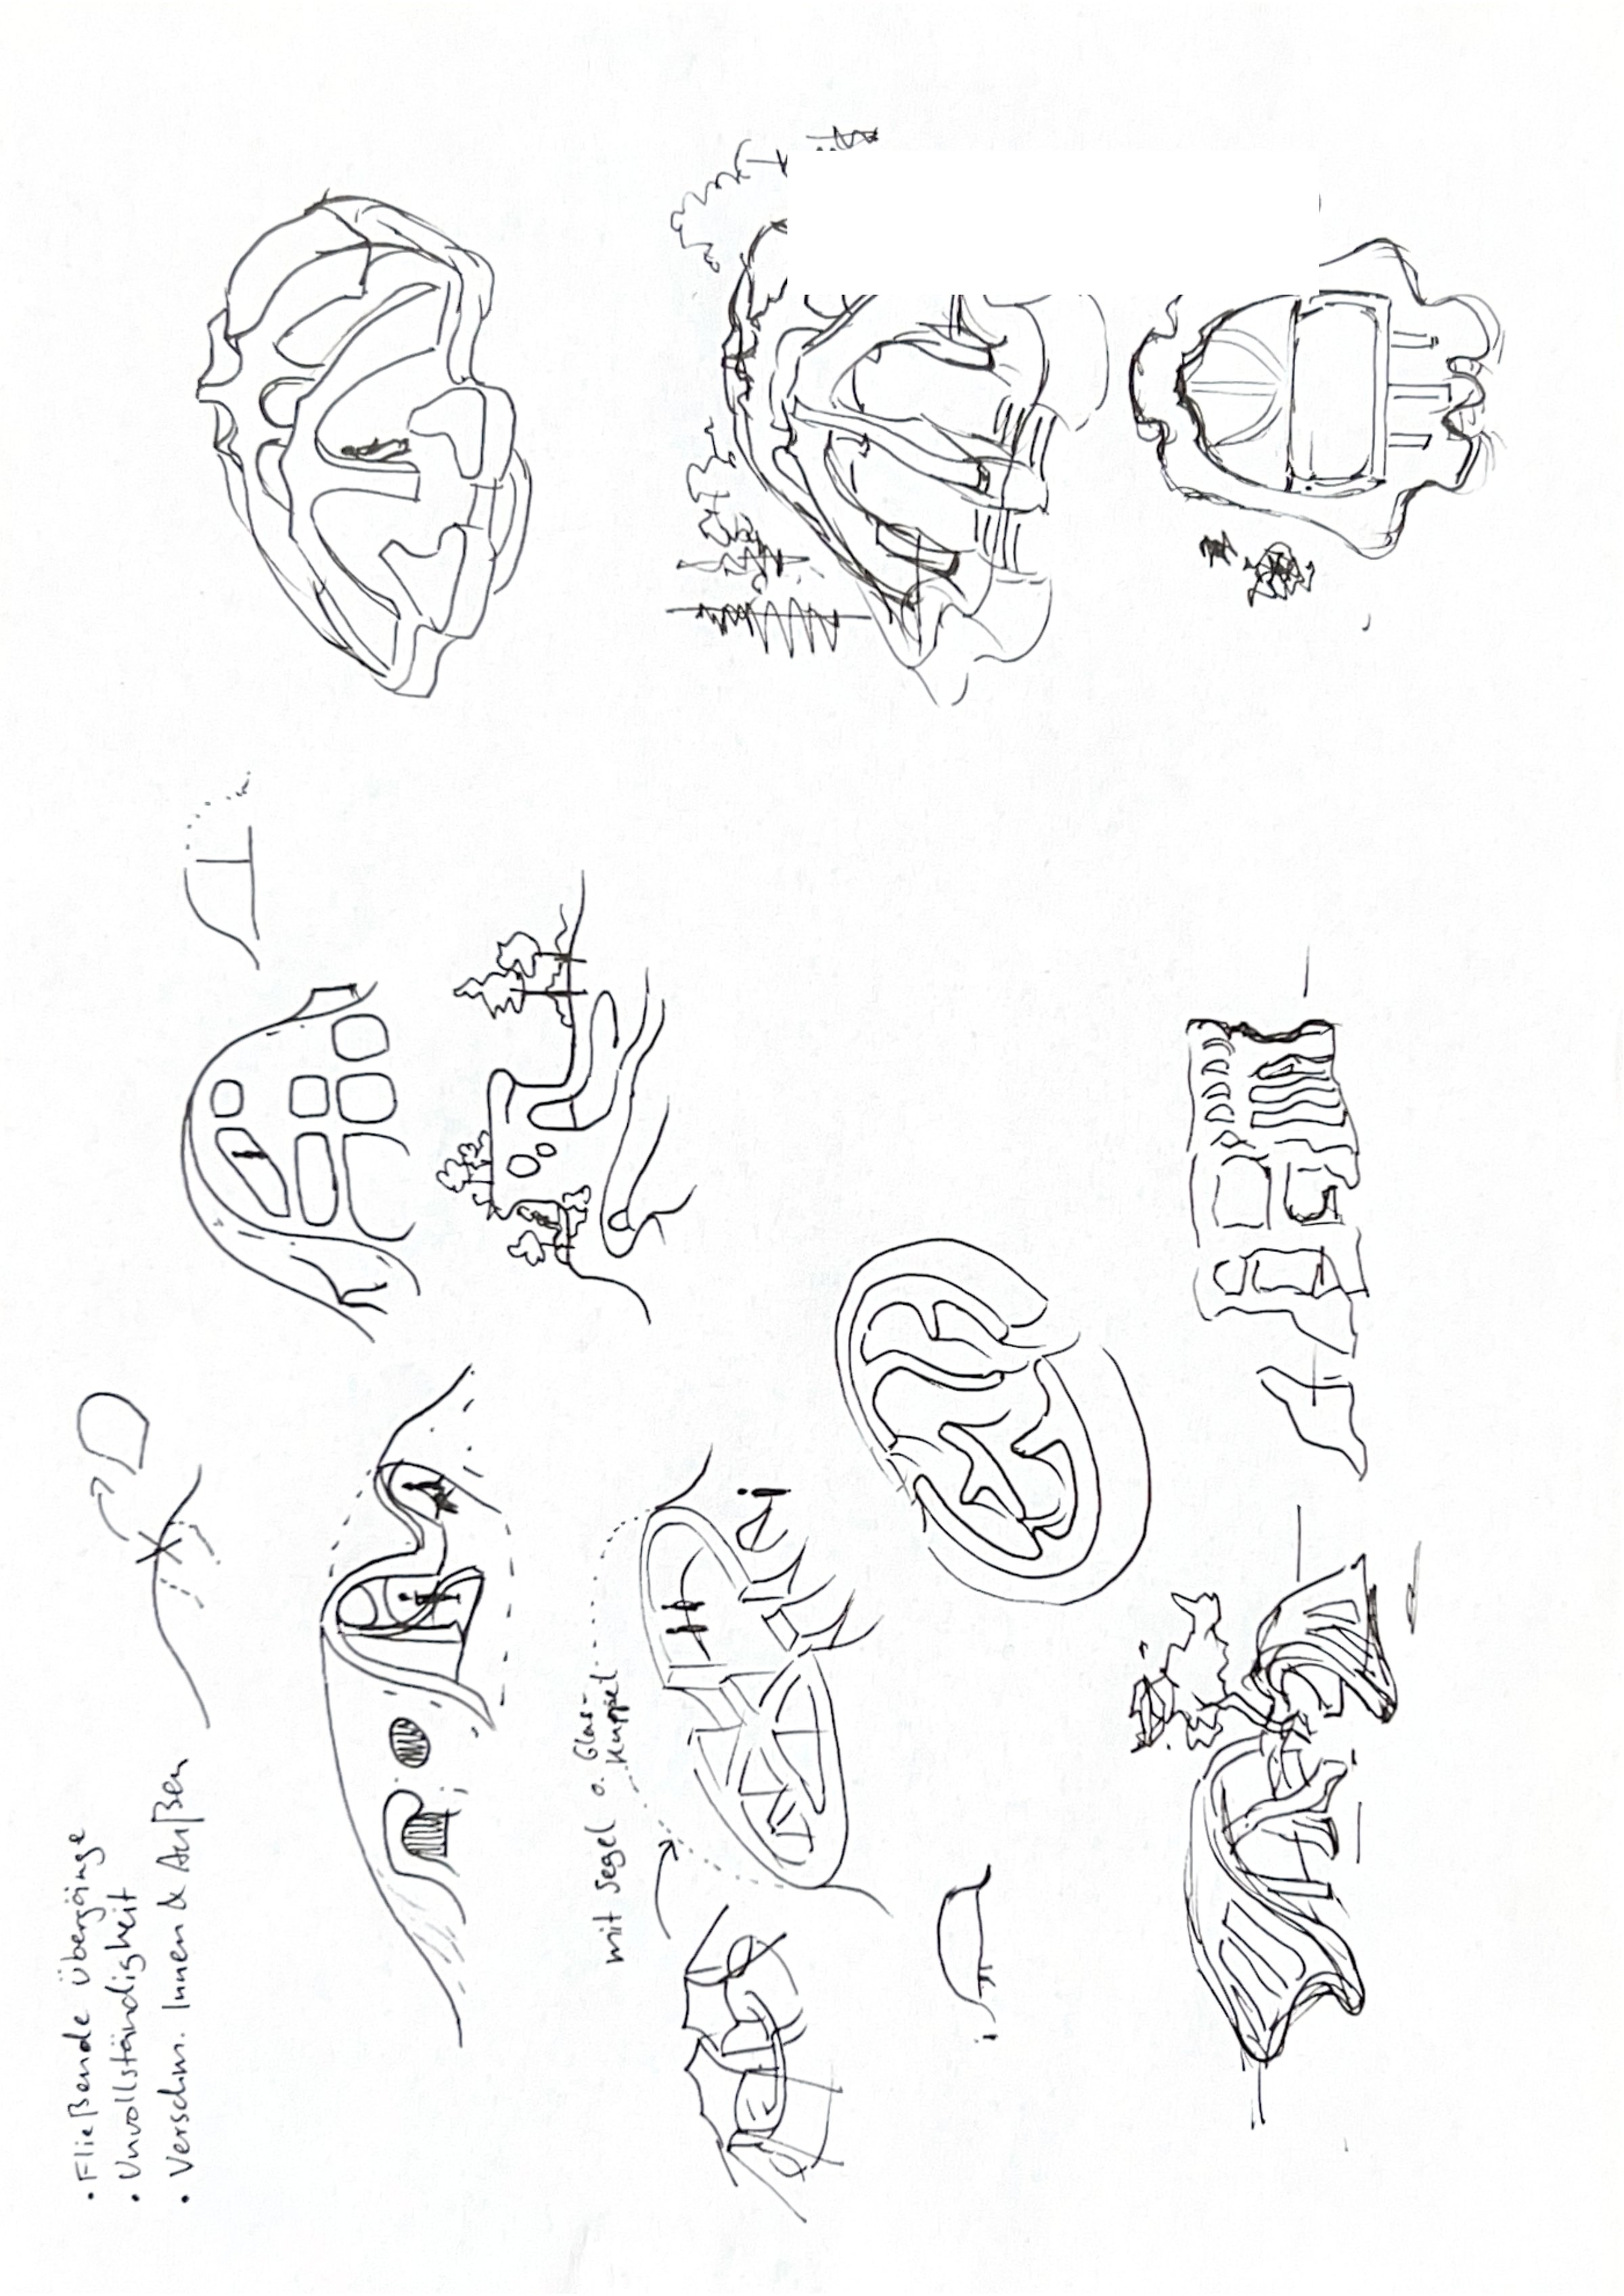 • Fließende Übergänge
• Unvollständigkeit
• Verschm. Innen & Außen
mit Segel o. Glas-
kuppel